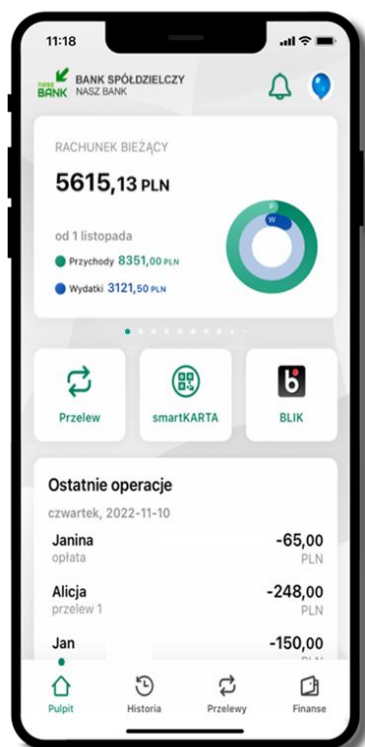 11:18
nasz
BANK
BANK SPÓŁDZIELCZY
NASZ BANK
RACHUNEK BIEŻĄCY
5615,13 PLN
od 1 listopada
Przychody 8351,00 PLN
Wydatki 3121,50 PLN
P
W
Przelew
smartKARTA
BLIK
Ostatnie operacje
czwartek, 2022-11-10
Janina -65,00
opłata PLN
Alicja -248,00
przelew 1 PLN
Jan -150,00
Pulpit Historia Przelewy Finanse